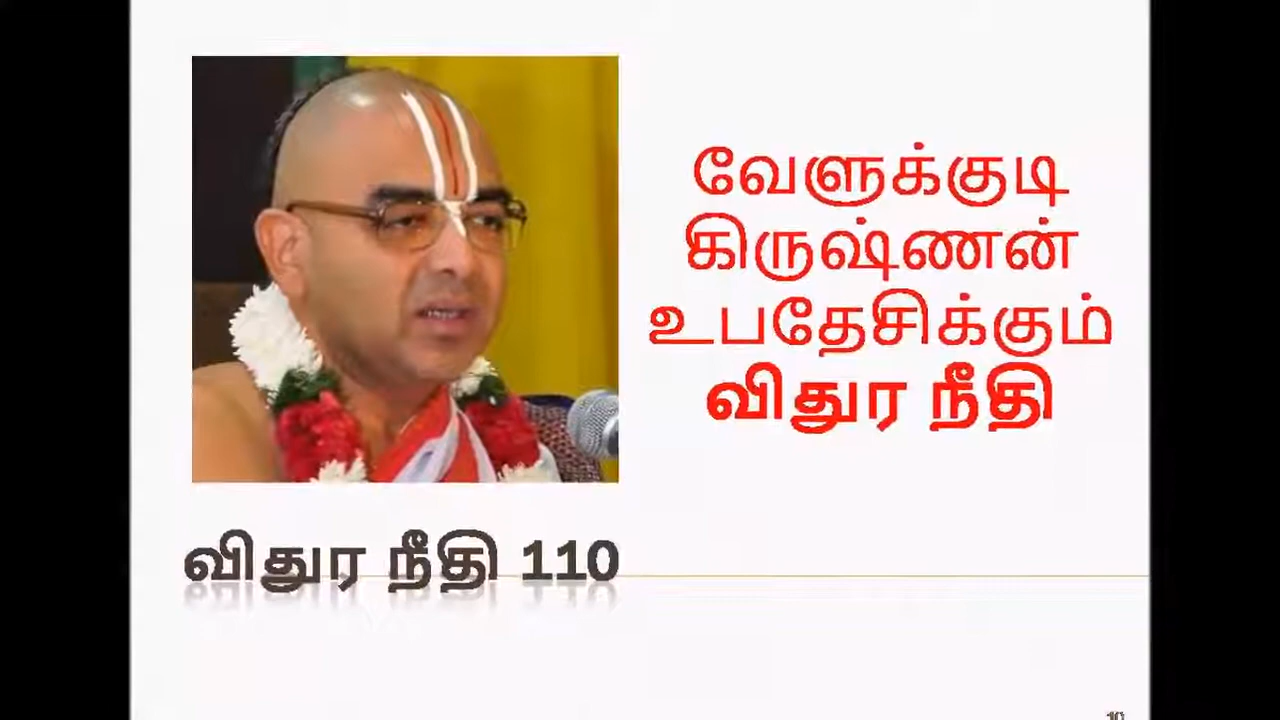 வேளுக்குடி
கிருஷ்ணன்
உபதேசிக்கும்
விதுர நீதி
விதுர நீதி 110